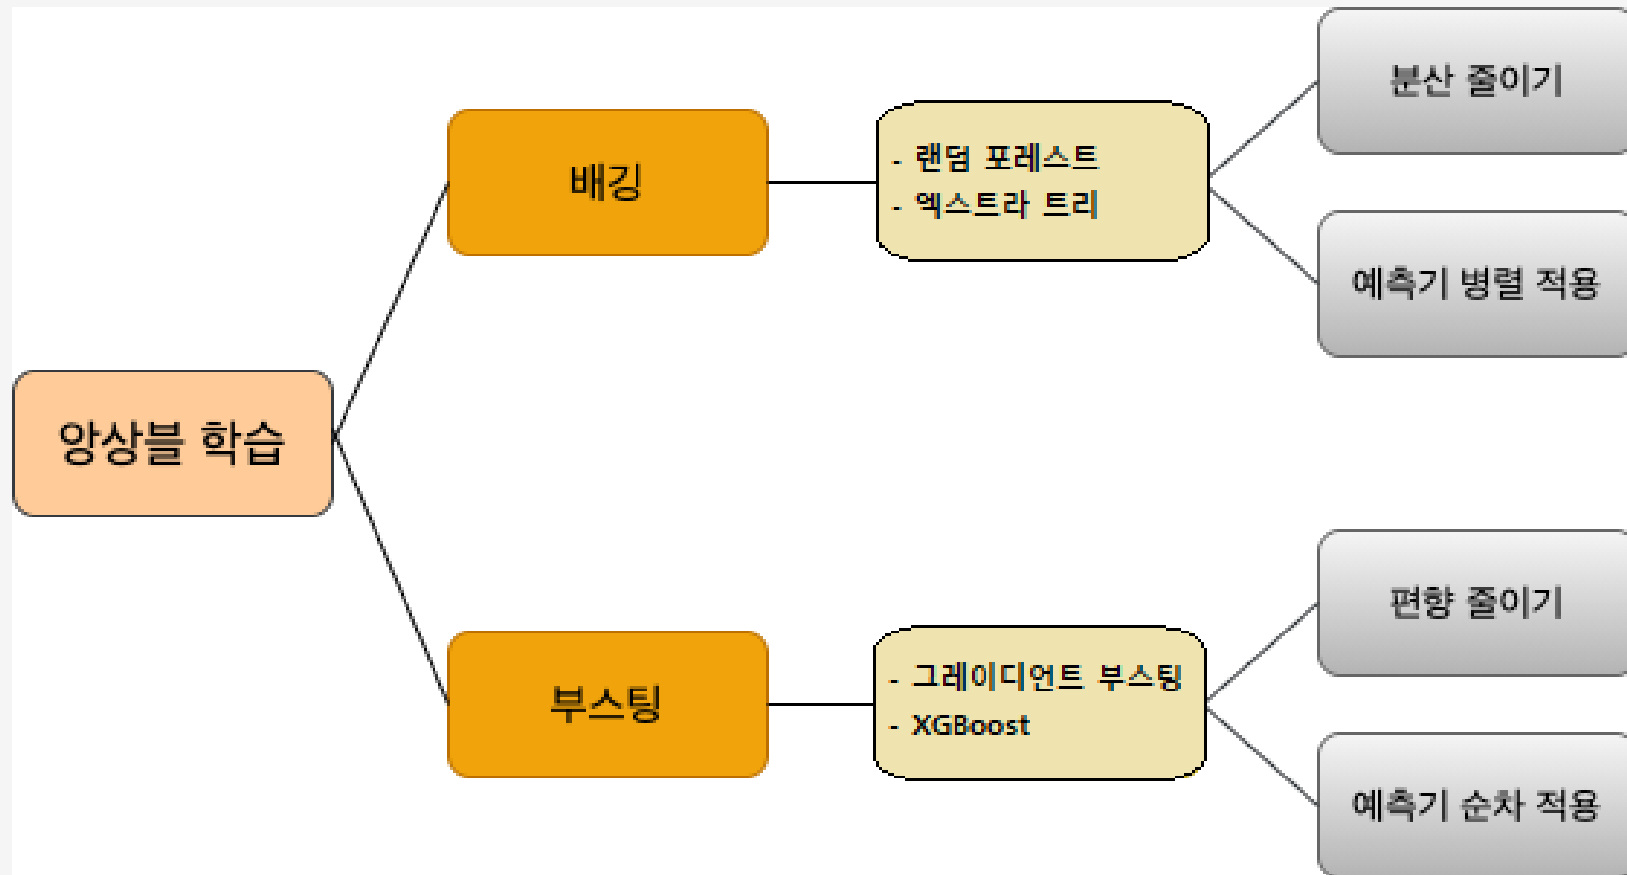 앙상블 학습
배깅
- 랜덤 포레스트
- 엑스트라 트리
분산 줄이기
예측기 병렬 적용
부스팅
- 그레이디언트 부스팅
- XGBoost
편향 줄이기
예측기 순차 적용